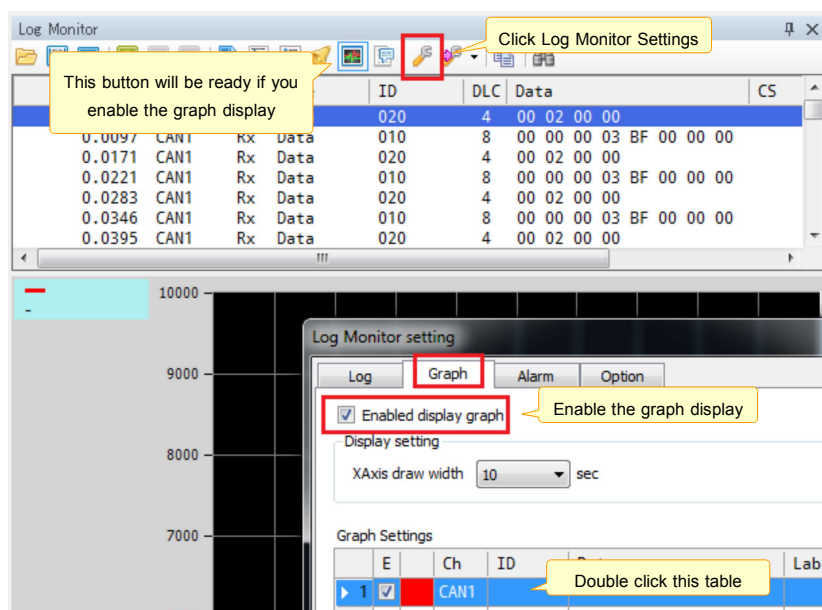 Log Monitor
Click Log Monitor Settings
This button will be ready if you
enable the graph display
ID DLC Data CS
020 4 00 02 00 00
0.0097 CAN1 Rx Data 010 8 00 00 00 03 BF 00 00 00
0.0171 CAN1 Rx Data 020 4 00 02 00 00
0.0221 CAN1 Rx Data 010 8 00 00 00 03 BF 00 00 00
0.0283 CAN1 Rx Data 020 4 00 02 00 00
0.0346 CAN1 Rx Data 010 8 00 00 00 03 BF 00 00 00
0.0395 CAN1 Rx Data 020 4 00 02 00 00
-
10000
9000
8000
7000
Log Monitor setting
Log Graph Alarm Option
Enabled display graph
Enable the graph display
Display setting
XAxis draw width 10 sec
Graph Settings
E Ch ID
1 CAN1
Double click this table